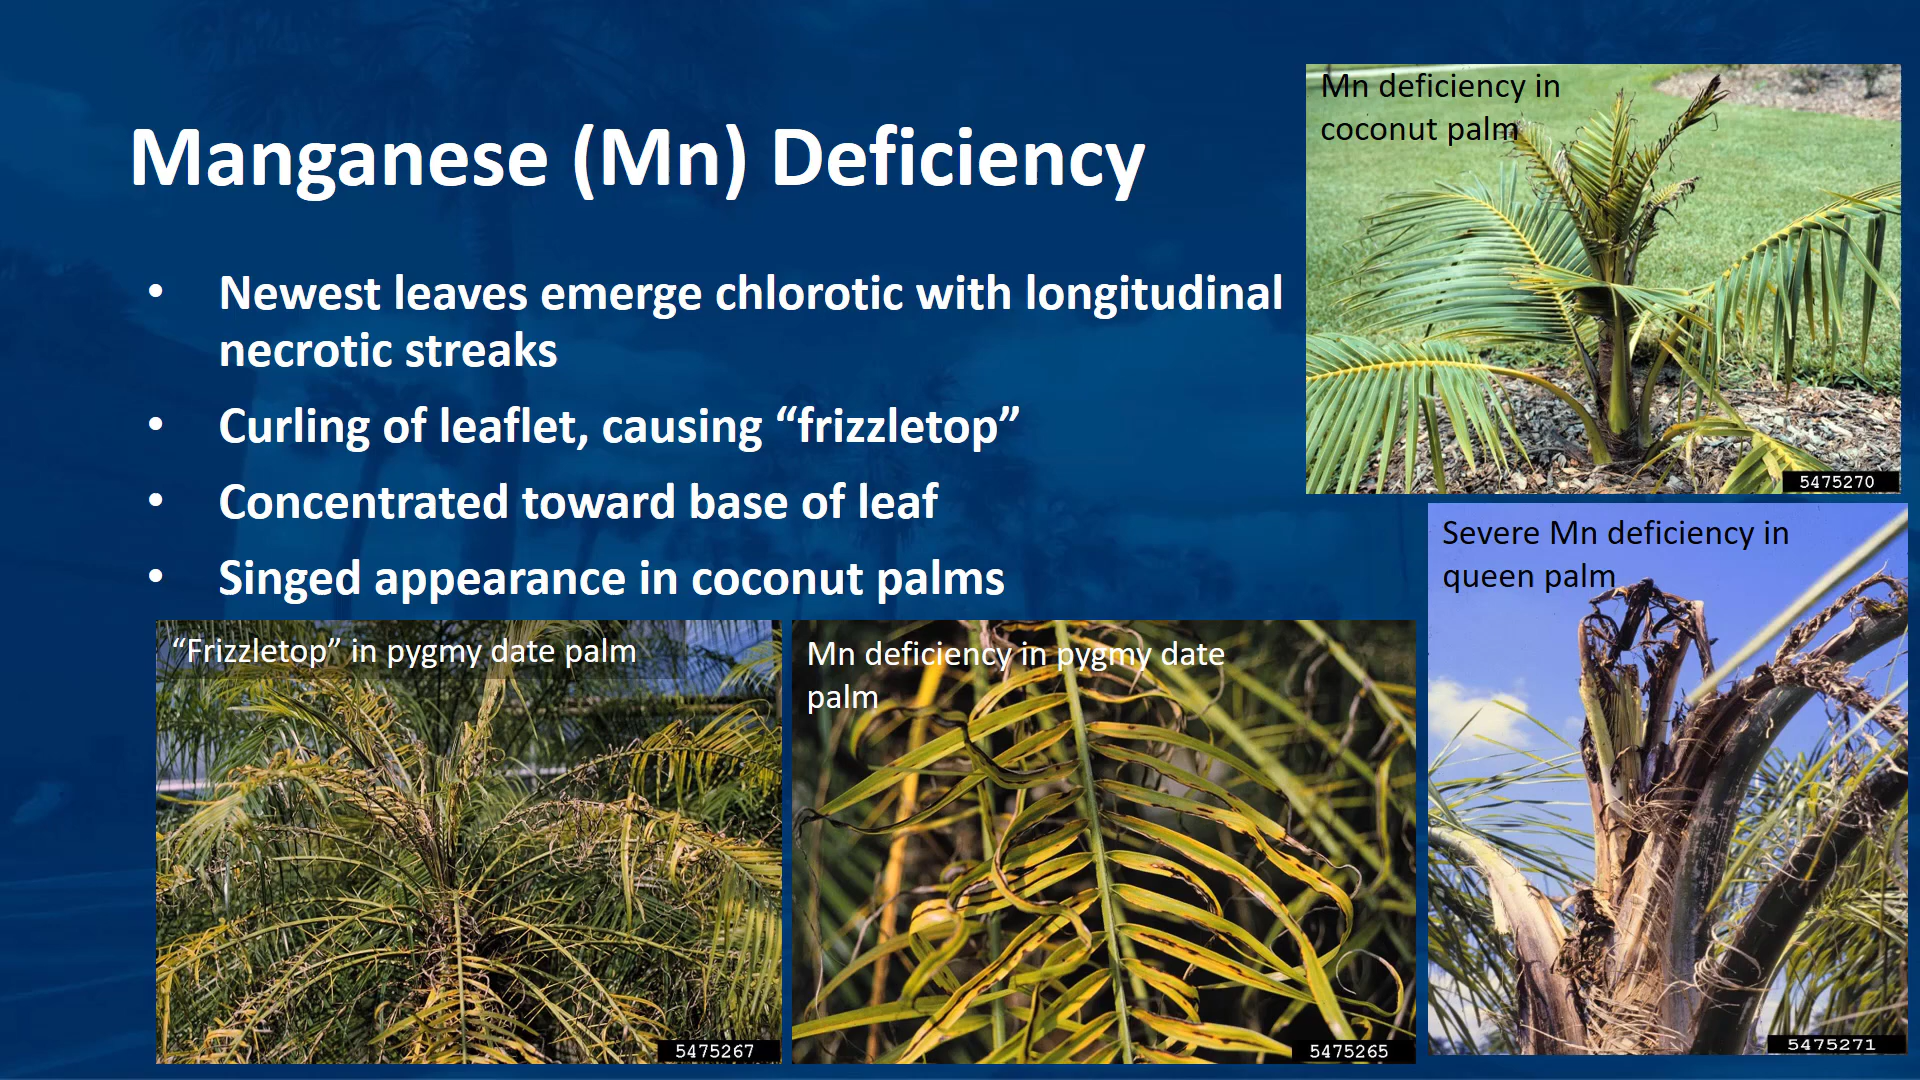 Manganese (Mn) Deficiency
• Newest leaves emerge chlorotic with longitudinal
necrotic streaks
• Curling of leaflet, causing “frizzletop”
• Concentrated toward base of leaf
• Singed appearance in coconut palms
Mn deficiency in
coconut palm
5475270
Severe Mn deficiency in
queen palm
5475271
“Frizzletop” in pygmy date palm
5475267
Mn deficiency in pygmy date
palm
5475265